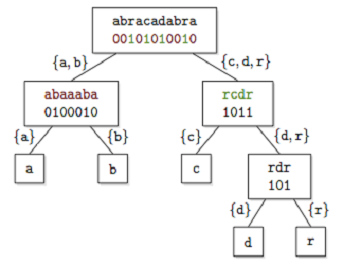 abracadabra
00101010010
{a,b} {c,d,r}
abaaaba rcdr
0100010 1011
{a} {b} {c} {d,r}
a b c rdr
101
{d} {r}
d r